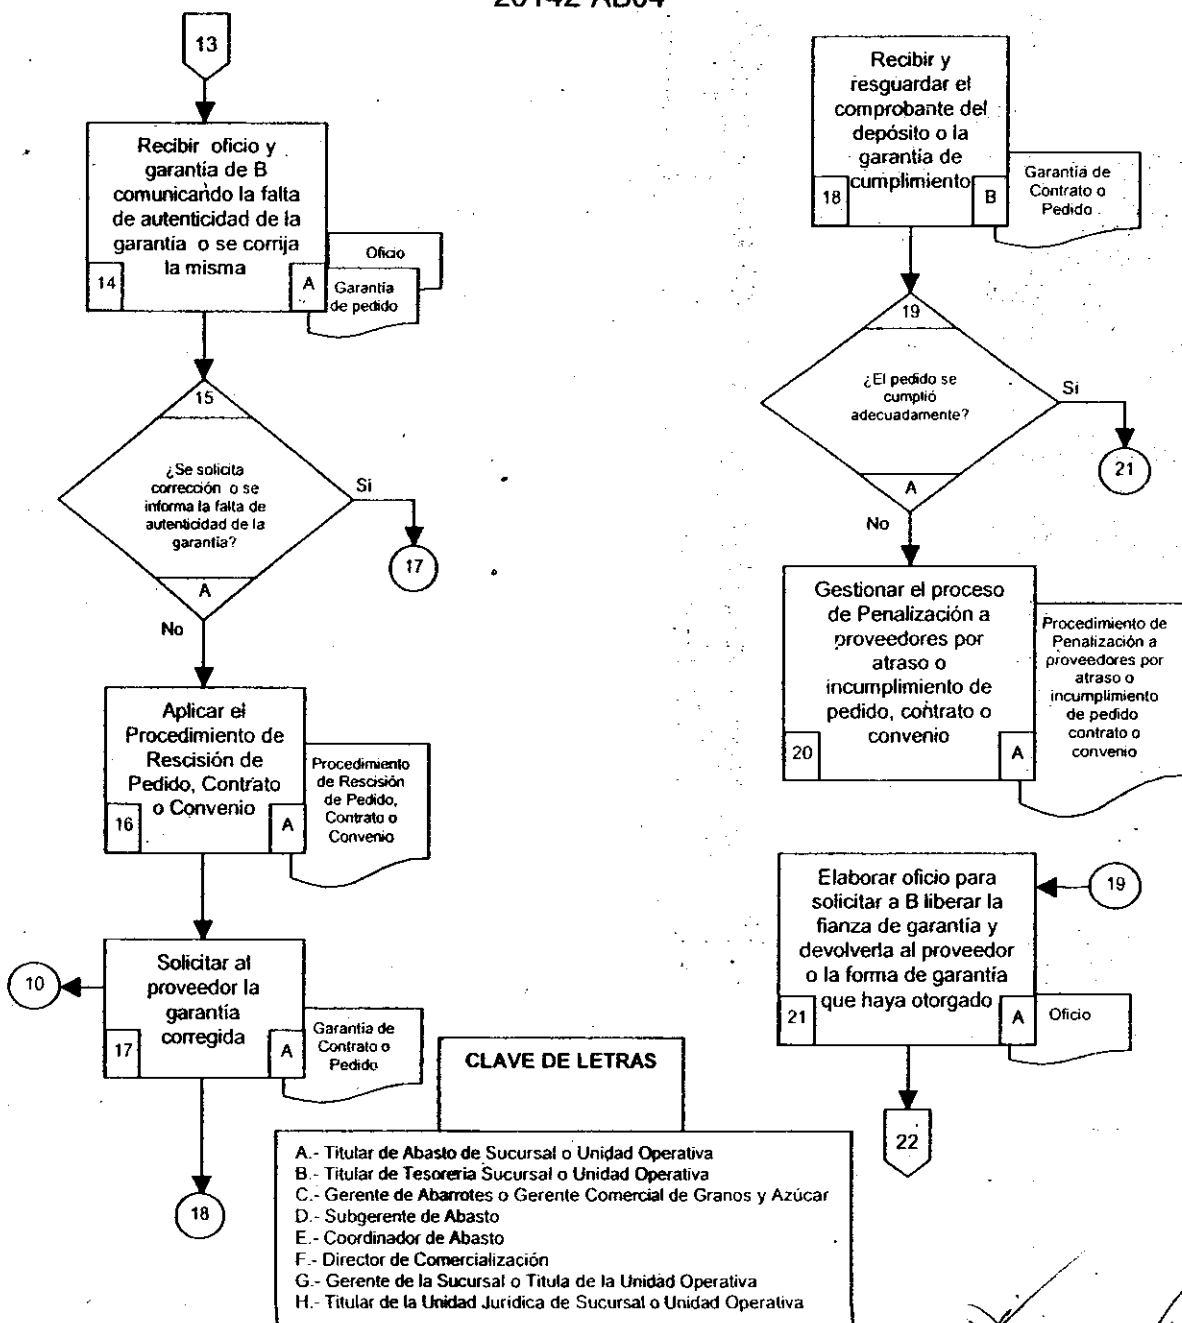 13
Recibir oficio y
garantía de B
comunicando la falta
de autenticidad de la
garantía o se corrija
la misma
14
A
Oficio
Garantía
de pedido
15
¿Se solicita
corrección o se
informa la falta de
autenticidad de la
garantía?
A
Si
17
No
Aplicar el
Procedimiento de
Rescisión de
Pedido, Contrato
o Convenio
16
A
Procedimiento
de Rescisión
de Pedido,
Contrato o
Convenio
Solicitar al
proveedor la
garantía
corregida
17
A
10
Garantía de
Contrato o
Pedido
18
Recibir y
resguardar el
comprobante del
depósito o la
garantía de
cumplimiento
18
B
Garantía de
Contrato o
Pedido
19
¿El pedido se
cumplió
adecuadamente?
A
Si
21
No
Gestionar el proceso
de Penalización a
proveedores por
atraso o
incumplimiento de
pedido, contrato o
convenio
20
A
Procedimiento de
Penalización a
proveedores por
atraso o
incumplimiento
de pedido
contrato o
convenio
Elaborar oficio para
solicitar a B liberar la
fianza de garantía y
devolverla al proveedor
o la forma de garantía
que haya otorgado
21
A
19
Oficio
22
CLAVE DE LETRAS
A.- Titular de Abasto de Sucursal o Unidad Operativa
B.- Titular de Tesorería Sucursal o Unidad Operativa
C.- Gerente de Abarrotes o Gerente Comercial de Granos y Azúcar
D.- Subgerente de Abasto
E.- Coordinador de Abasto
F.- Director de Comercialización
G.- Gerente de la Sucursal o Titula de la Unidad Operativa
H.- Titular de la Unidad Jurídica de Sucursal o Unidad Operativa